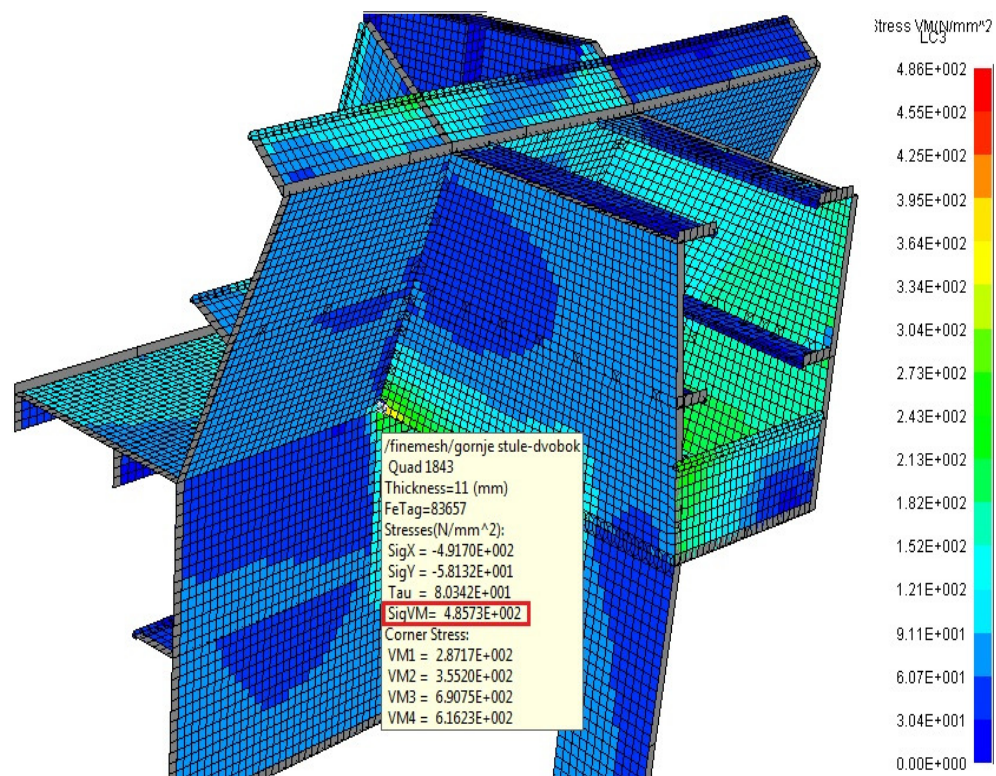 Stress VM(N/mm^2
LC3
4.86E+002
4.55E+002
4.25E+002
3.95E+002
3.64E+002
3.34E+002
3.04E+002
2.73E+002
2.43E+002
2.13E+002
1.82E+002
1.52E+002
1.21E+002
9.11E+001
6.07E+001
3.04E+001
0.00E+000
/finemesh/gornje stule-dvobok
Quad 1843
Thickness=11 (mm)
FeTag=83657
Stresses(N/mm^2):
SigX = -4.9170E+002
SigY = -5.8132E+001
Tau = 8.0342E+001
SigVM= 4.8573E+002
Corner Stress:
VM1 = 2.8717E+002
VM2 = 3.5520E+002
VM3 = 6.9075E+002
VM4 = 6.1623E+002